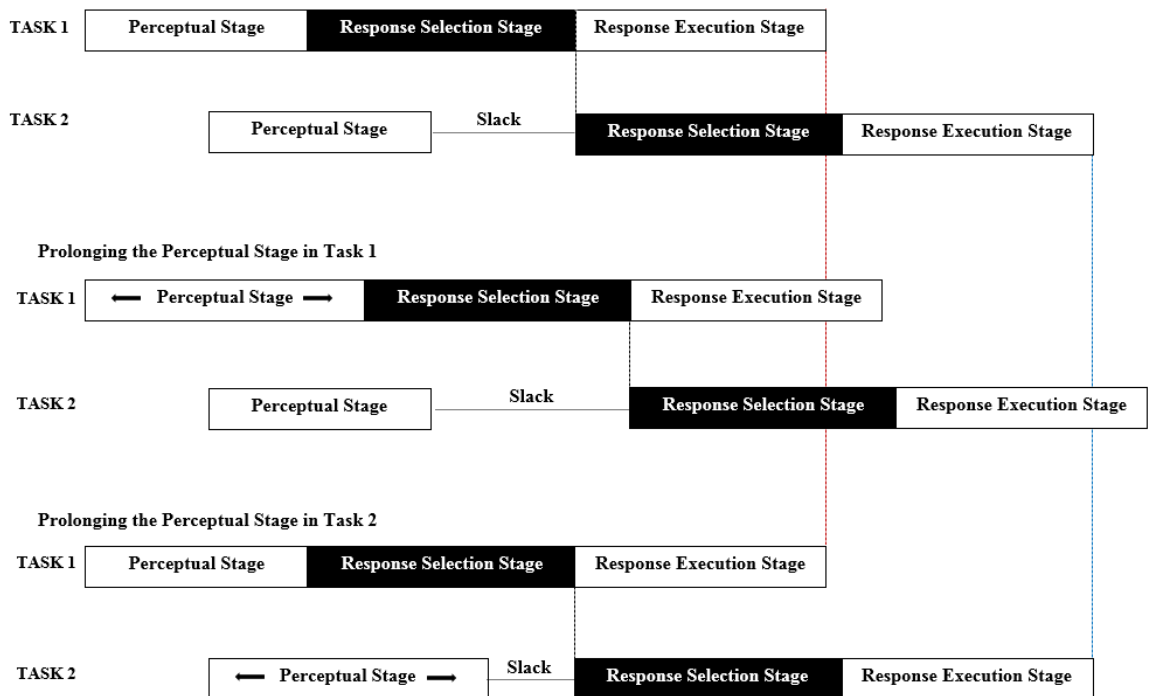 TASK 1 Perceptual Stage Response Selection Stage Response Execution Stage
TASK 2 Perceptual Stage Slack Response Selection Stage Response Execution Stage
Prolonging the Perceptual Stage in Task 1
TASK 1 Perceptual Stage Response Selection Stage Response Execution Stage
TASK 2 Perceptual Stage Slack Response Selection Stage Response Execution Stage
Prolonging the Perceptual Stage in Task 2
TASK 1 Perceptual Stage Response Selection Stage Response Execution Stage
TASK 2 Perceptual Stage Slack Response Selection Stage Response Execution Stage